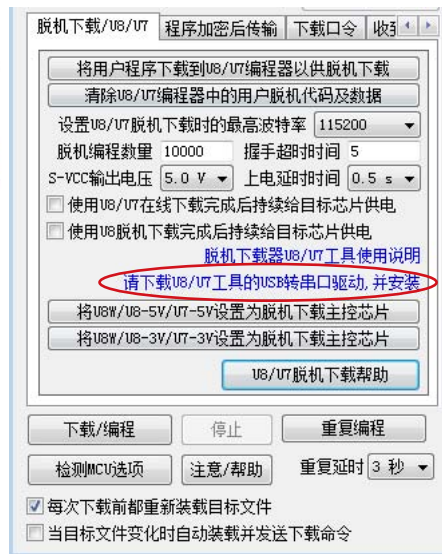 脱机下载/U8/U7 程序加密后传输 下载口令
将用户程序下载到U8/U7编程器以供脱机下载
清除U8/U7编程器中的用户脱机代码及数据
设置U8/U7脱机下载时的最高波特率 115200
脱机编程数量 10000 握手超时时间 5
S-VCC输出电压 5.0 V 上电延时时间 0.5 s
使用U8/U7在线下载完成后持续给目标芯片供电
使用U8脱机下载完成后持续给目标芯片供电
脱机下载器U8/U7工具使用说明
请下载U8/U7工具的USB转串口驱动,并安装
将U8W/U8-5V/U7-5V设置为脱机下载主控芯片
将U8W/U8-3V/U7-3V设置为脱机下载主控芯片
U8/U7脱机下载帮助
下载/编程 停止 重复编程
检测MCU选项 注意/帮助 重复延时 3 秒
每次下载前都重新装载目标文件
当目标文件变化时自动装载并发送下载命令